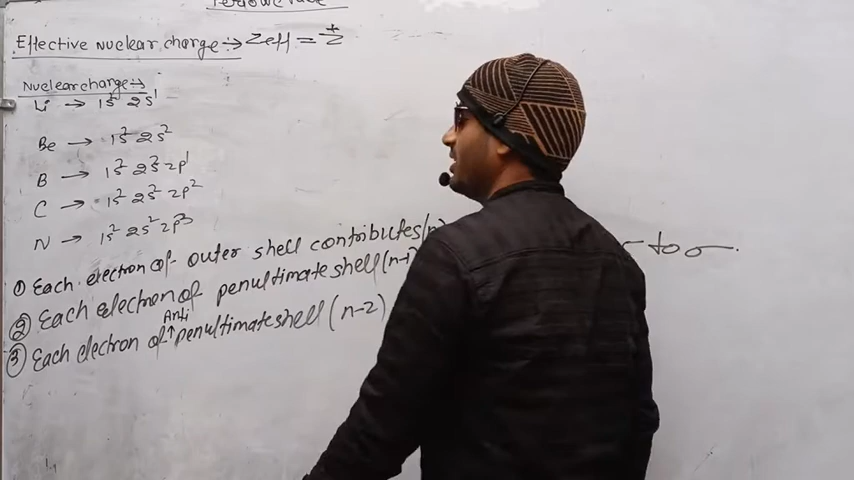 Effective nuclear charge:→ Zeff = Z
Nuclear charge:→
Li → 1s² 2s¹
Be → 1s² 2s²
B → 1s² 2s² 2p¹
C → 1s² 2s² 2p²
N → 1s² 2s² 2p³
① Each electron of outer shell contributes (n) to σ.
② Each electron of penultimate shell (n-1)
③ Each electron of Anti penultimate shell (n-2)